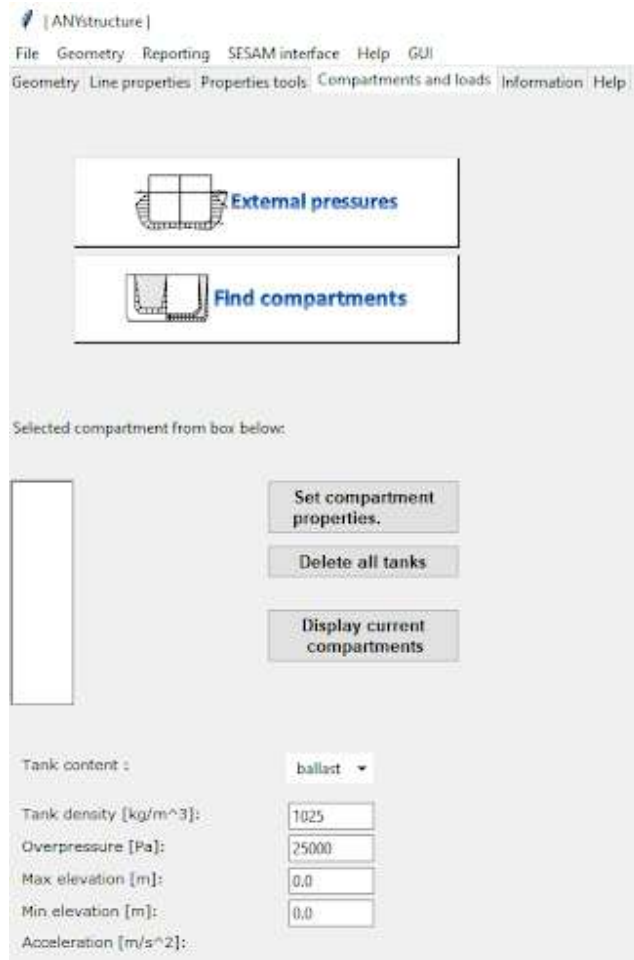 | ANYstructure |
File Geometry Reporting SESAM interface Help GUI
Geometry Line properties Properties tools Compartments and loads Information Help
External pressures
Find compartments
Selected compartment from box below:
Set compartment
properties.
Delete all tanks
Display current
compartments
Tank content : ballast
Tank density [kg/m^3]: 1025
Overpressure [Pa]: 25000
Max elevation [m]: 0.0
Min elevation [m]: 0.0
Acceleration [m/s^2]: